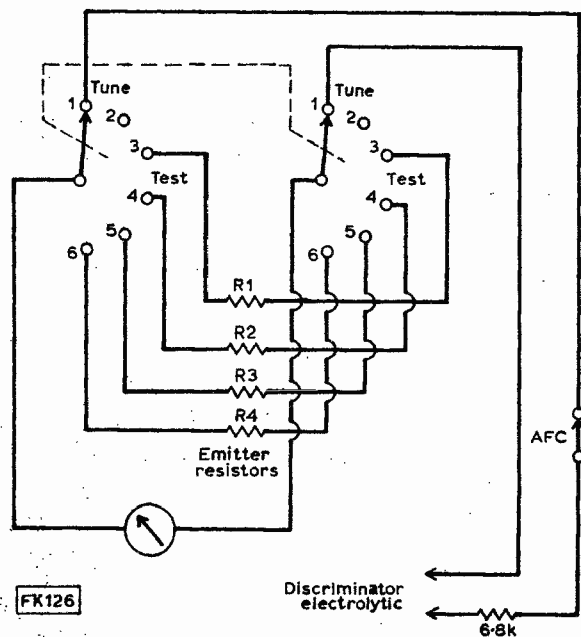 Tune
1
2
3
Test
4
5
6
Tune
1
2
3
Test
4
5
6
R1
R2
R3
R4
Emitter
resistors
AFC
Discriminator
electrolytic
6·8k
FK126